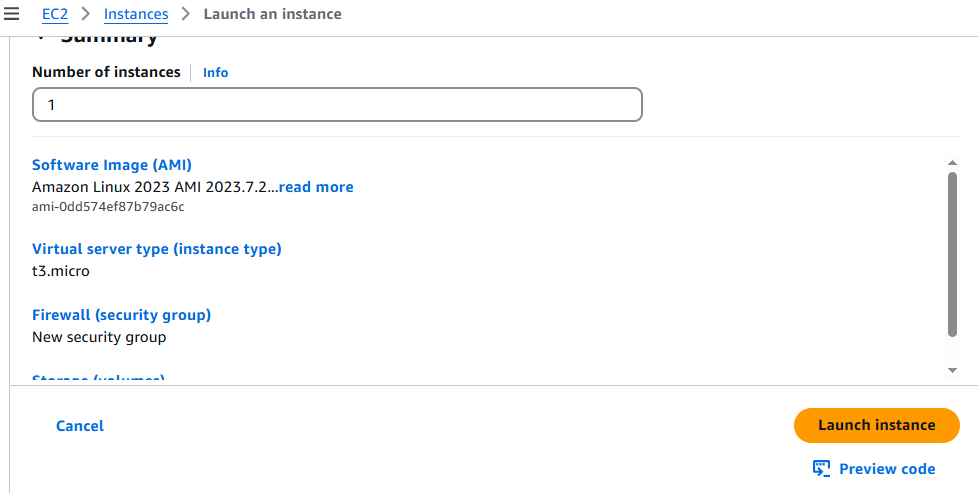 EC2 > Instances > Launch an instance
Summary
Number of instances | Info
1
Software Image (AMI)
Amazon Linux 2023 AMI 2023.7.2...read more
ami-0dd574ef87b79ac6c
Virtual server type (instance type)
t3.micro
Firewall (security group)
New security group
Storage (volumes)
Cancel
Launch instance
Preview code